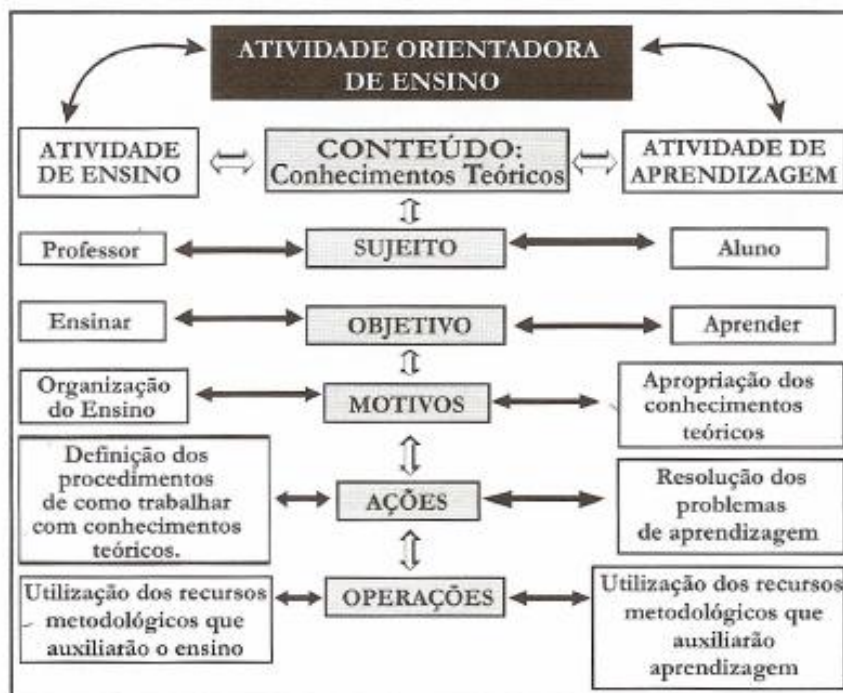 ATIVIDADE ORIENTADORA
DE ENSINO
ATIVIDADE
DE ENSINO
CONTEÚDO:
Conhecimentos Teóricos
ATIVIDADE DE
APRENDIZAGEM
Professor
SUJEITO
Aluno
Ensinar
OBJETIVO
Aprender
Organização
do Ensino
MOTIVOS
Apropriação dos
conhecimentos
teóricos
Definição dos
procedimentos
de como trabalhar
com conhecimentos
teóricos.
AÇÕES
Resolução dos
problemas
de aprendizagem
Utilização dos recursos
metodológicos que
auxiliarão o ensino
OPERAÇÕES
Utilização dos recursos
metodológicos que
auxiliarão
aprendizagem